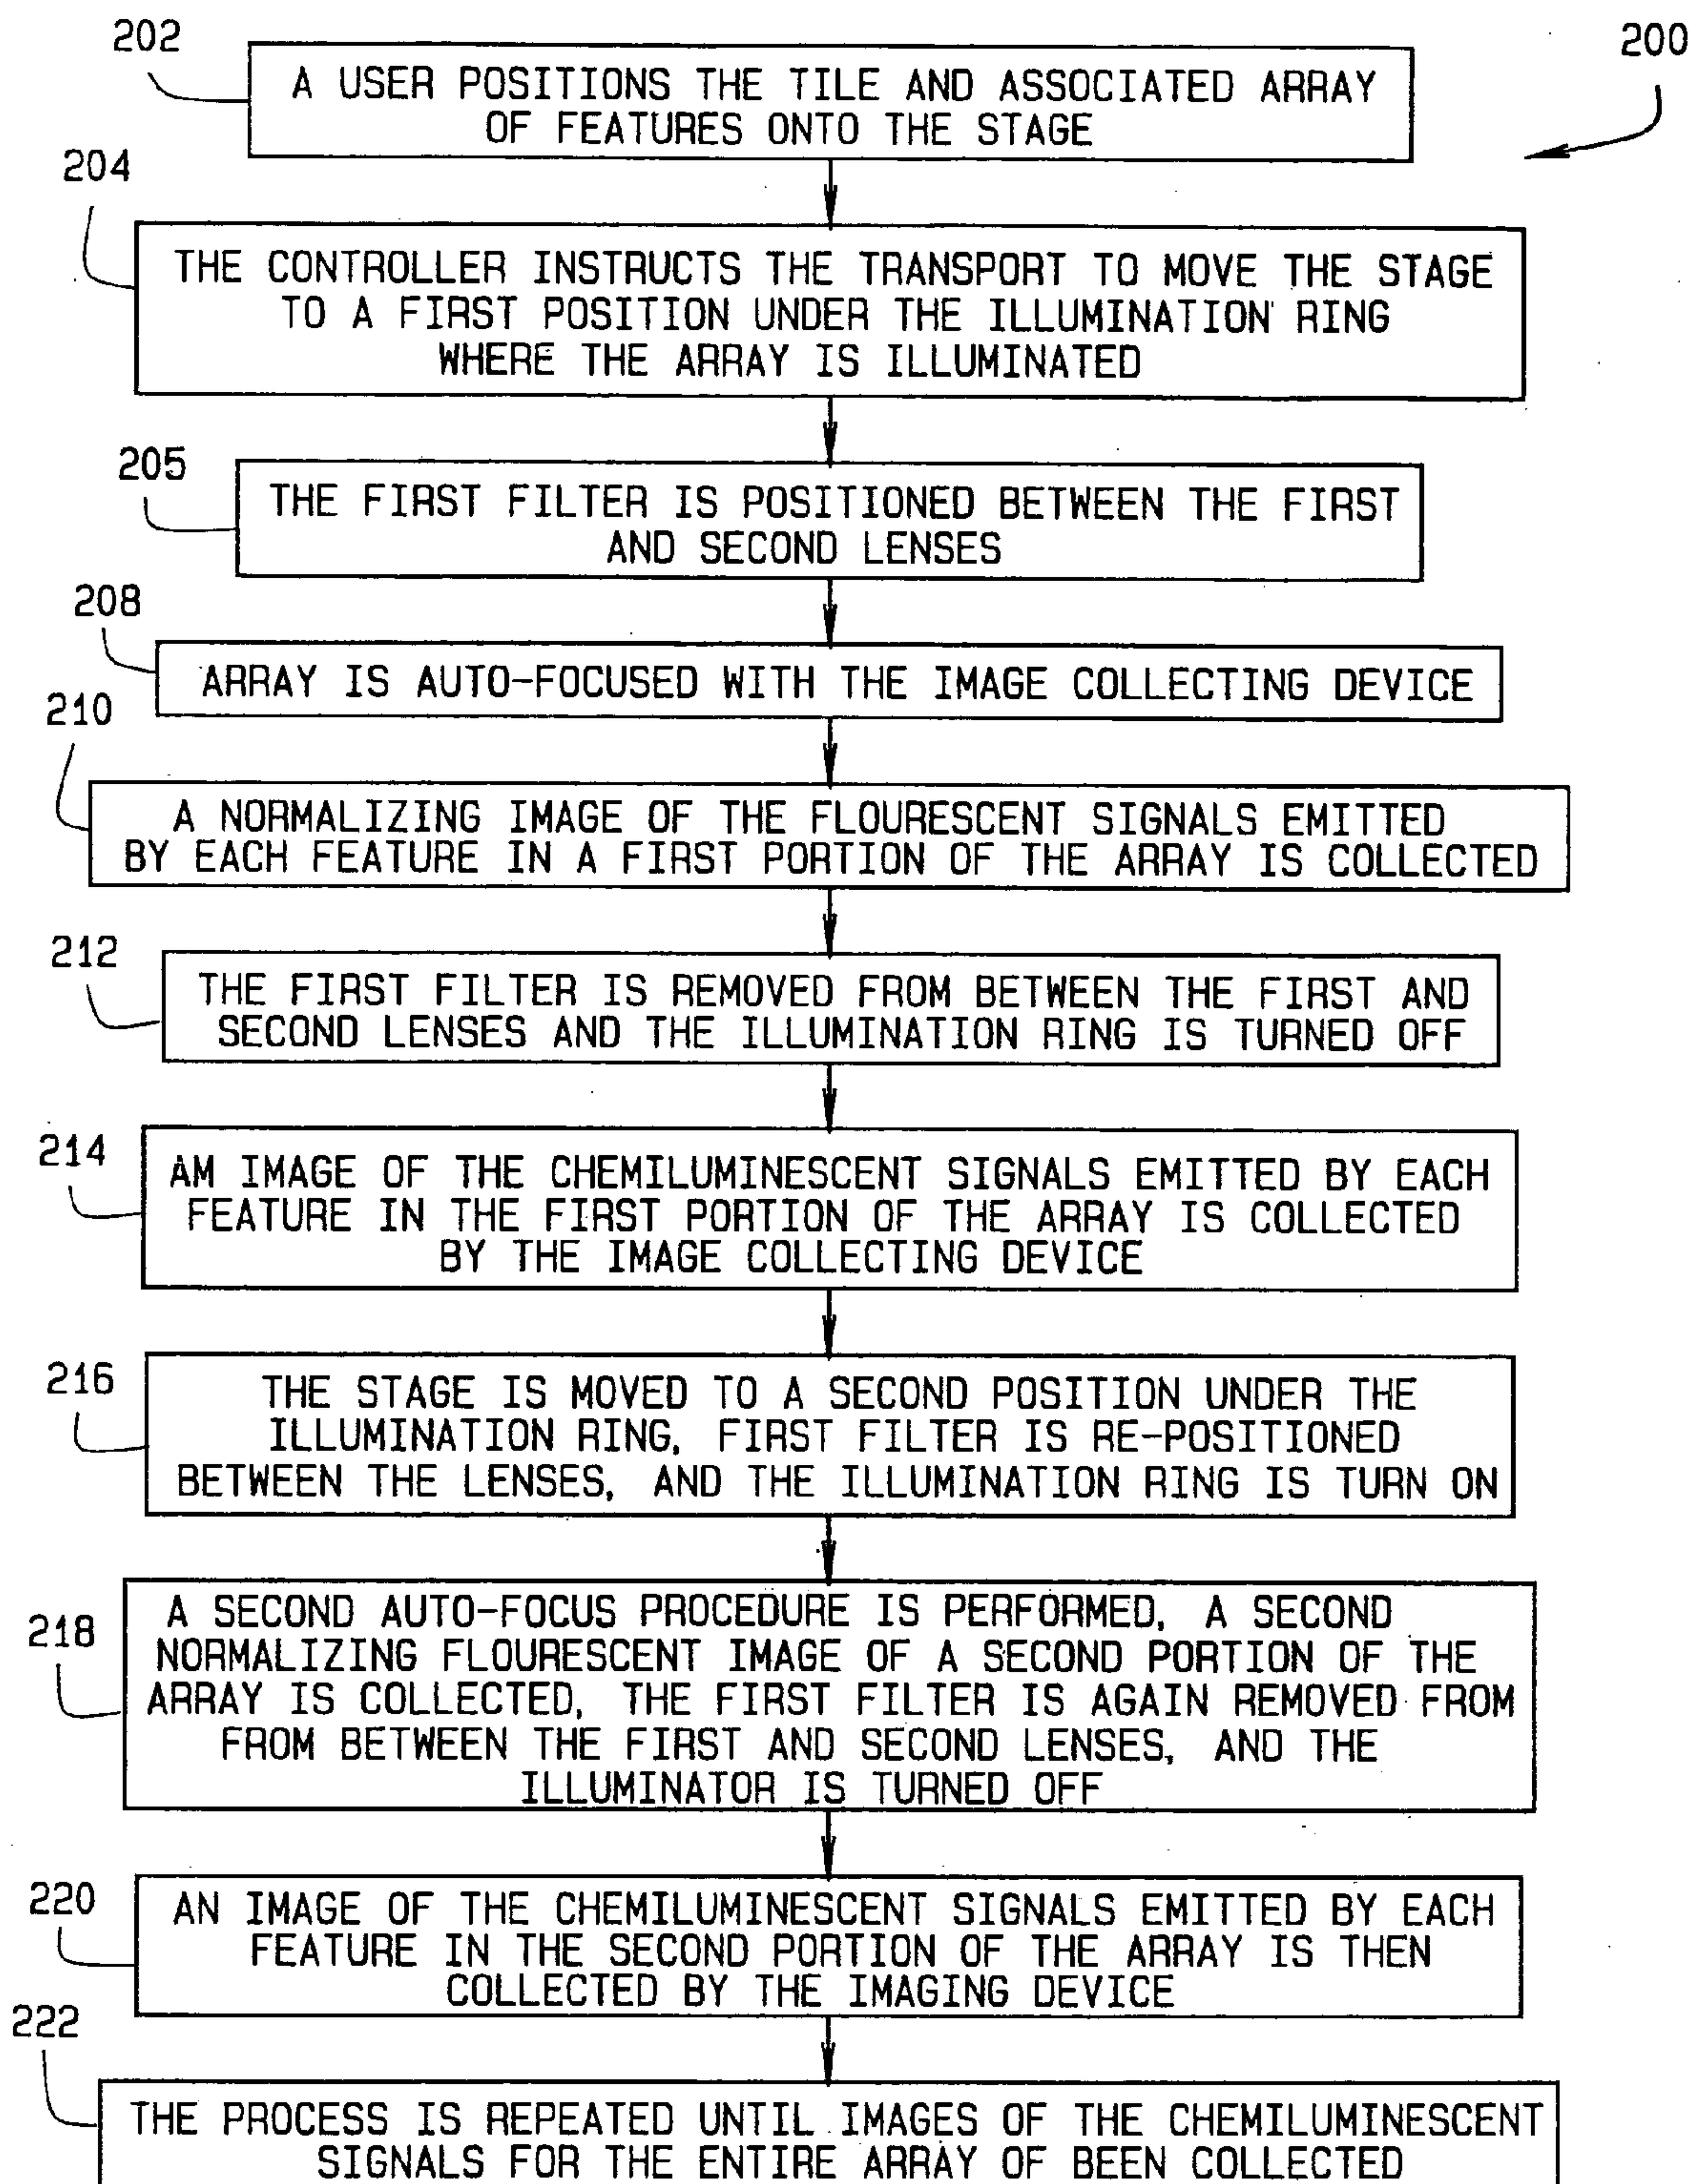 202
200
A USER POSITIONS THE TILE AND ASSOCIATED ARRAY
OF FEATURES ONTO THE STAGE
204
THE CONTROLLER INSTRUCTS THE TRANSPORT TO MOVE THE STAGE
TO A FIRST POSITION UNDER THE ILLUMINATION RING
WHERE THE ARRAY IS ILLUMINATED
205
THE FIRST FILTER IS POSITIONED BETWEEN THE FIRST
AND SECOND LENSES
208
ARRAY IS AUTO-FOCUSED WITH THE IMAGE COLLECTING DEVICE
210
A NORMALIZING IMAGE OF THE FLOURESCENT SIGNALS EMITTED
BY EACH FEATURE IN A FIRST PORTION OF THE ARRAY IS COLLECTED
212
THE FIRST FILTER IS REMOVED FROM BETWEEN THE FIRST AND
SECOND LENSES AND THE ILLUMINATION RING IS TURNED OFF
214
AM IMAGE OF THE CHEMILUMINESCENT SIGNALS EMITTED BY EACH
FEATURE IN THE FIRST PORTION OF THE ARRAY IS COLLECTED
BY THE IMAGE COLLECTING DEVICE
216
THE STAGE IS MOVED TO A SECOND POSITION UNDER THE
ILLUMINATION RING, FIRST FILTER IS RE-POSITIONED
BETWEEN THE LENSES, AND THE ILLUMINATION RING IS TURN ON
218
A SECOND AUTO-FOCUS PROCEDURE IS PERFORMED, A SECOND
NORMALIZING FLOURESCENT IMAGE OF A SECOND PORTION OF THE
ARRAY IS COLLECTED, THE FIRST FILTER IS AGAIN REMOVED FROM
FROM BETWEEN THE FIRST AND SECOND LENSES, AND THE
ILLUMINATOR IS TURNED OFF
220
AN IMAGE OF THE CHEMILUMINESCENT SIGNALS EMITTED BY EACH
FEATURE IN THE SECOND PORTION OF THE ARRAY IS THEN
COLLECTED BY THE IMAGING DEVICE
222
THE PROCESS IS REPEATED UNTIL IMAGES OF THE CHEMILUMINESCENT
SIGNALS FOR THE ENTIRE ARRAY OF BEEN COLLECTED